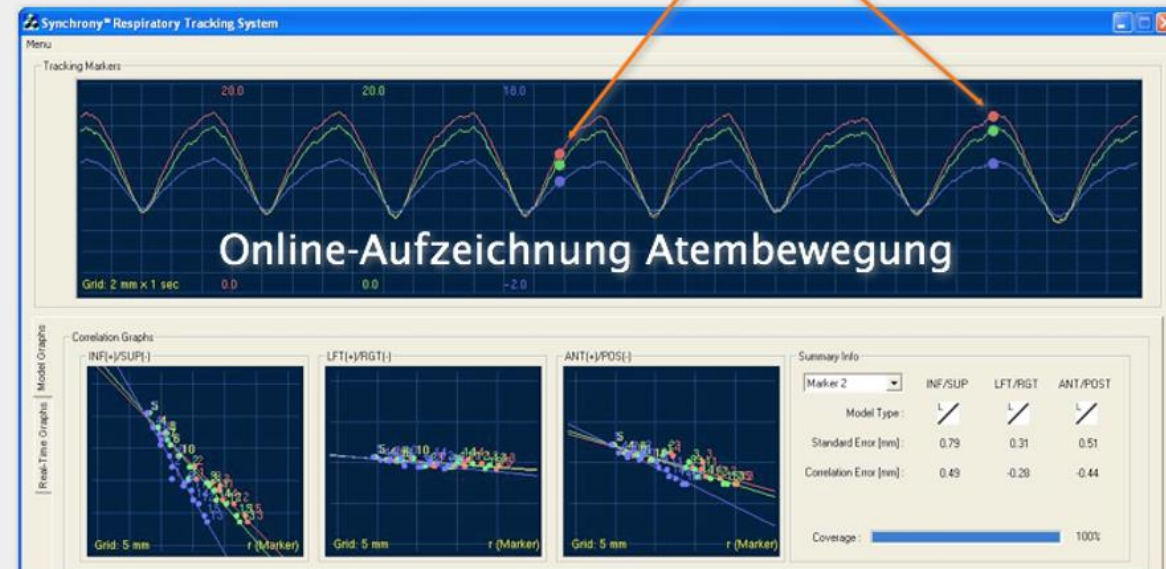 Synchrony™ Respiratory Tracking System
Menu
Tracking Markers
20.0 20.0 18.0
Online-Aufzeichnung Atembewegung
Grid: 2 mm x 1 sec 0.0 0.0 -2.0
Model Graphs
Real-Time Graphs
Correlation Graphs
INF(+)/SUP(-)
Grid: 5 mm r (Marker)
LFT(+)/RGT(-)
Grid: 5 mm r (Marker)
ANT(+)/POS(-)
Grid: 5 mm r (Marker)
Summary Info
Marker 2 INF/SUP LFT/RGT ANT/POST
Model Type : L L L
Standard Error [mm] : 0.79 0.31 0.51
Correlation Error [mm] : 0.49 -0.28 -0.44
Coverage : 100%